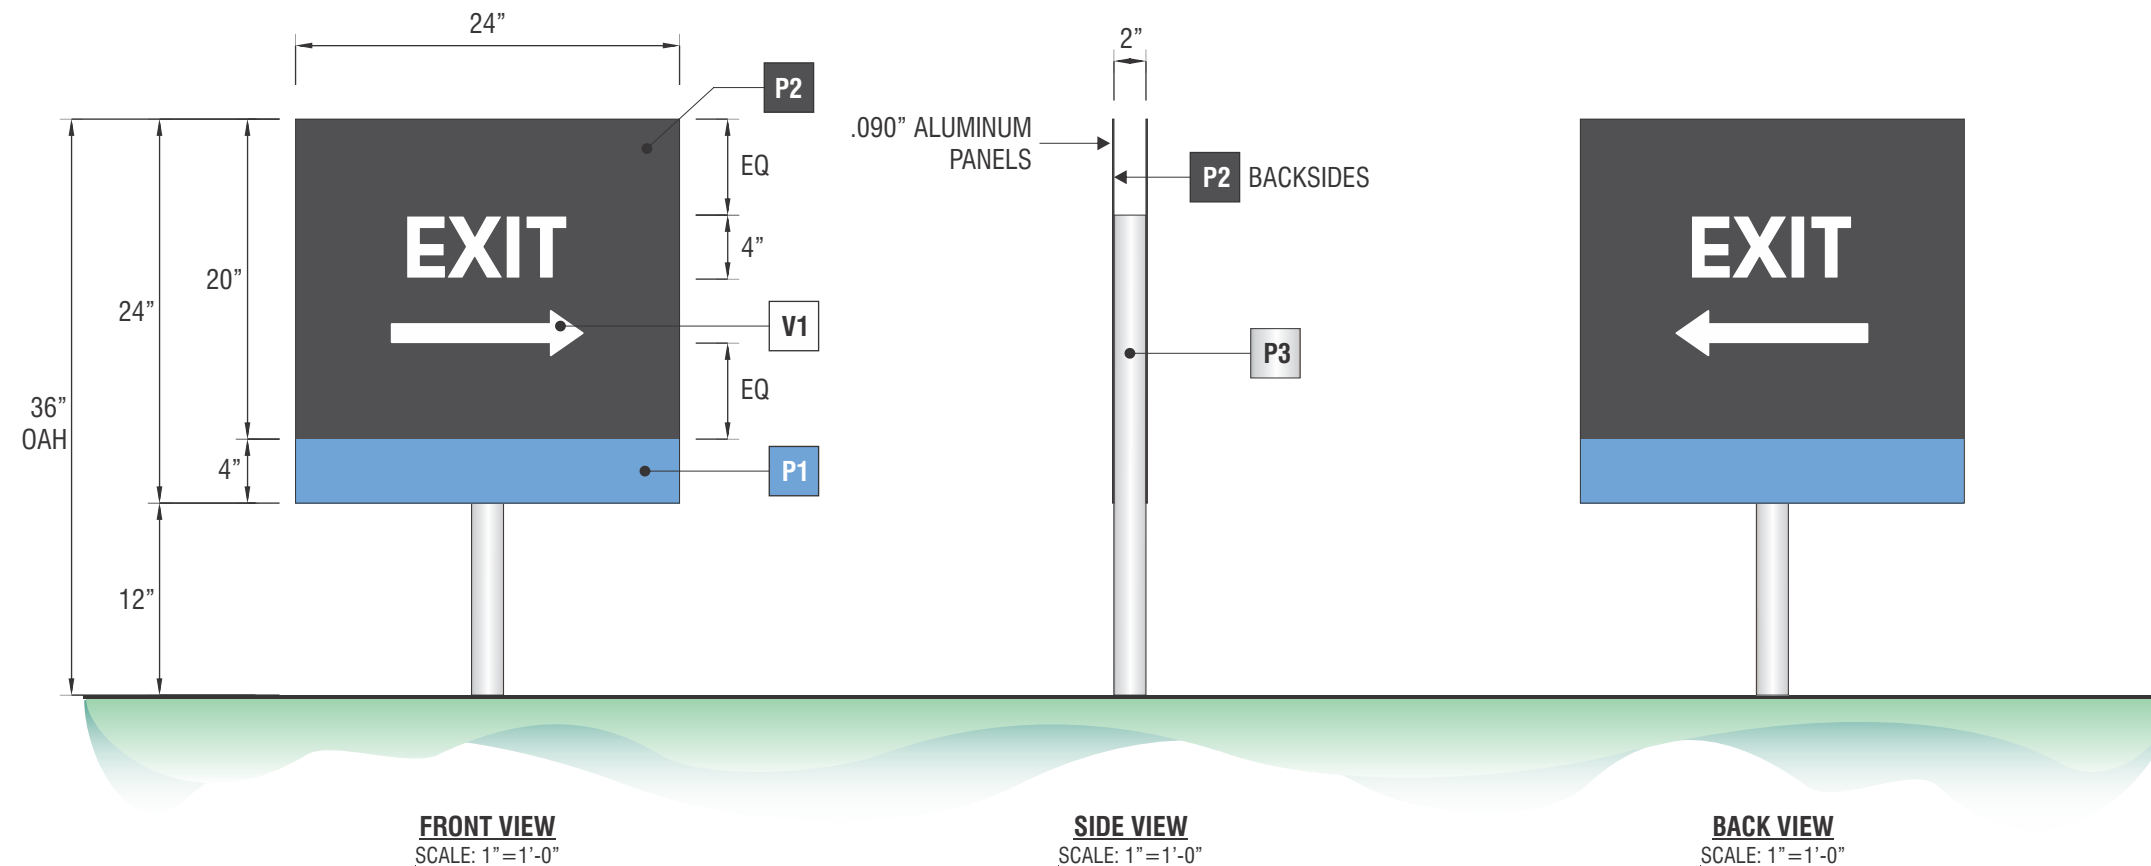 24”
P2
EQ
EXIT
4”
20”
24”
V1
EQ
36”
OAH
4”
P1
12”
FRONT VIEW
SCALE: 1”=1’-0”
2”
.090” ALUMINUM
PANELS
P2 BACKSIDES
P3
SIDE VIEW
SCALE: 1”=1’-0”
EXIT
BACK VIEW
SCALE: 1”=1’-0”